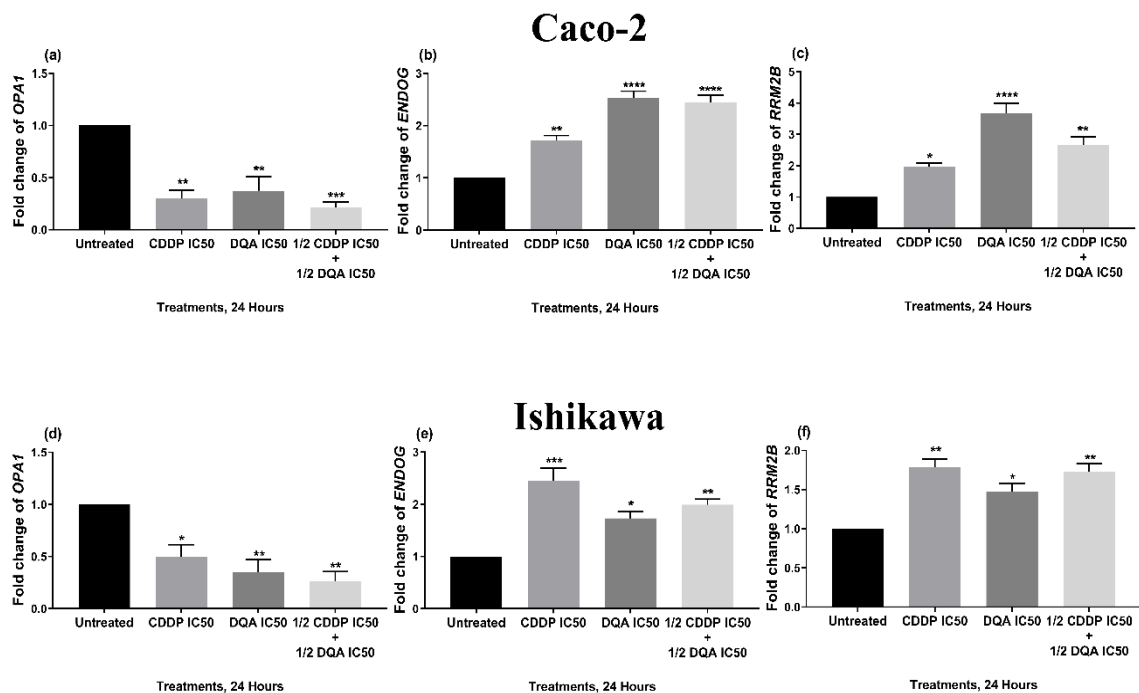 Caco-2
(a)
Fold change of OPA1
1.5
1.0
0.5
0.0
**
**
***
Untreated CDDP IC50 DQA IC50 1/2 CDDP IC50
+
1/2 DQA IC50
Treatments, 24 Hours
(b)
Fold change of ENDOG
3
2
1
0
**
****
****
Untreated CDDP IC50 DQA IC50 1/2 CDDP IC50
+
1/2 DQA IC50
Treatments, 24 Hours
(c)
Fold change of RRM2B
5
4
3
2
1
0
*
****
**
Untreated CDDP IC50 DQA IC50 1/2 CDDP IC50
+
1/2 DQA IC50
Treatments, 24 Hours
Ishikawa
(d)
Fold change of OPA1
1.5
1.0
0.5
0.0
*
**
**
Untreated CDDP IC50 DQA IC50 1/2 CDDP IC50
+
1/2 DQA IC50
Treatments, 24 Hours
(e)
Fold change of ENDOG
3
2
1
0
***
*
**
Untreated CDDP IC50 DQA IC50 1/2 CDDP IC50
+
1/2 DQA IC50
Treatments, 24 Hours
(f)
Fold change of RRM2B
2.0
1.5
1.0
0.5
0.0
**
*
**
Untreated CDDP IC50 DQA IC50 1/2 CDDP IC50
+
1/2 DQA IC50
Treatments, 24 Hours